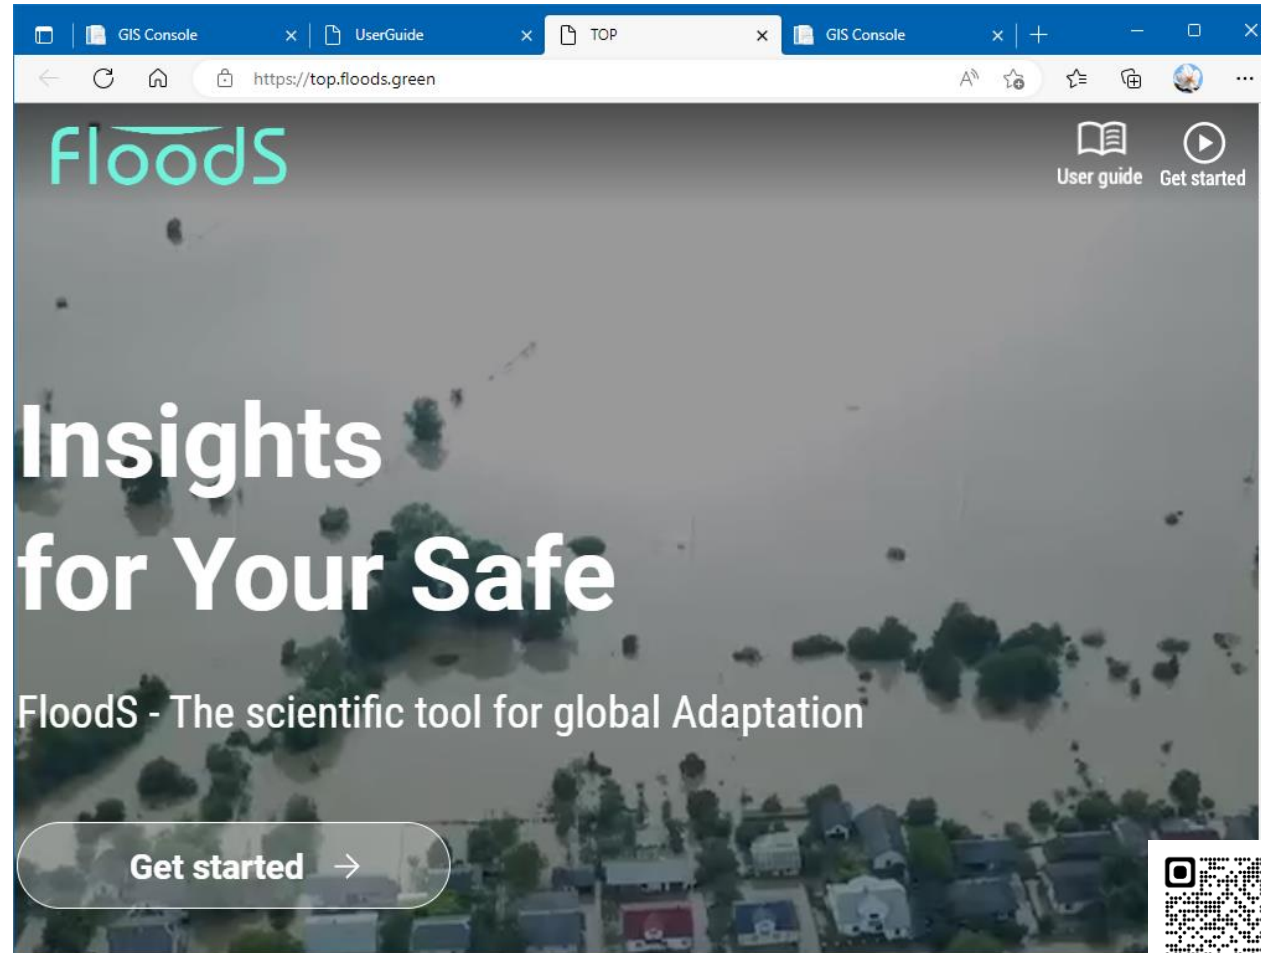 GIS Console
UserGuide
TOP
GIS Console
https://top.floods.green
FloodS
User guide
Get started
Insights
for Your Safe
FloodS - The scientific tool for global Adaptation
Get started